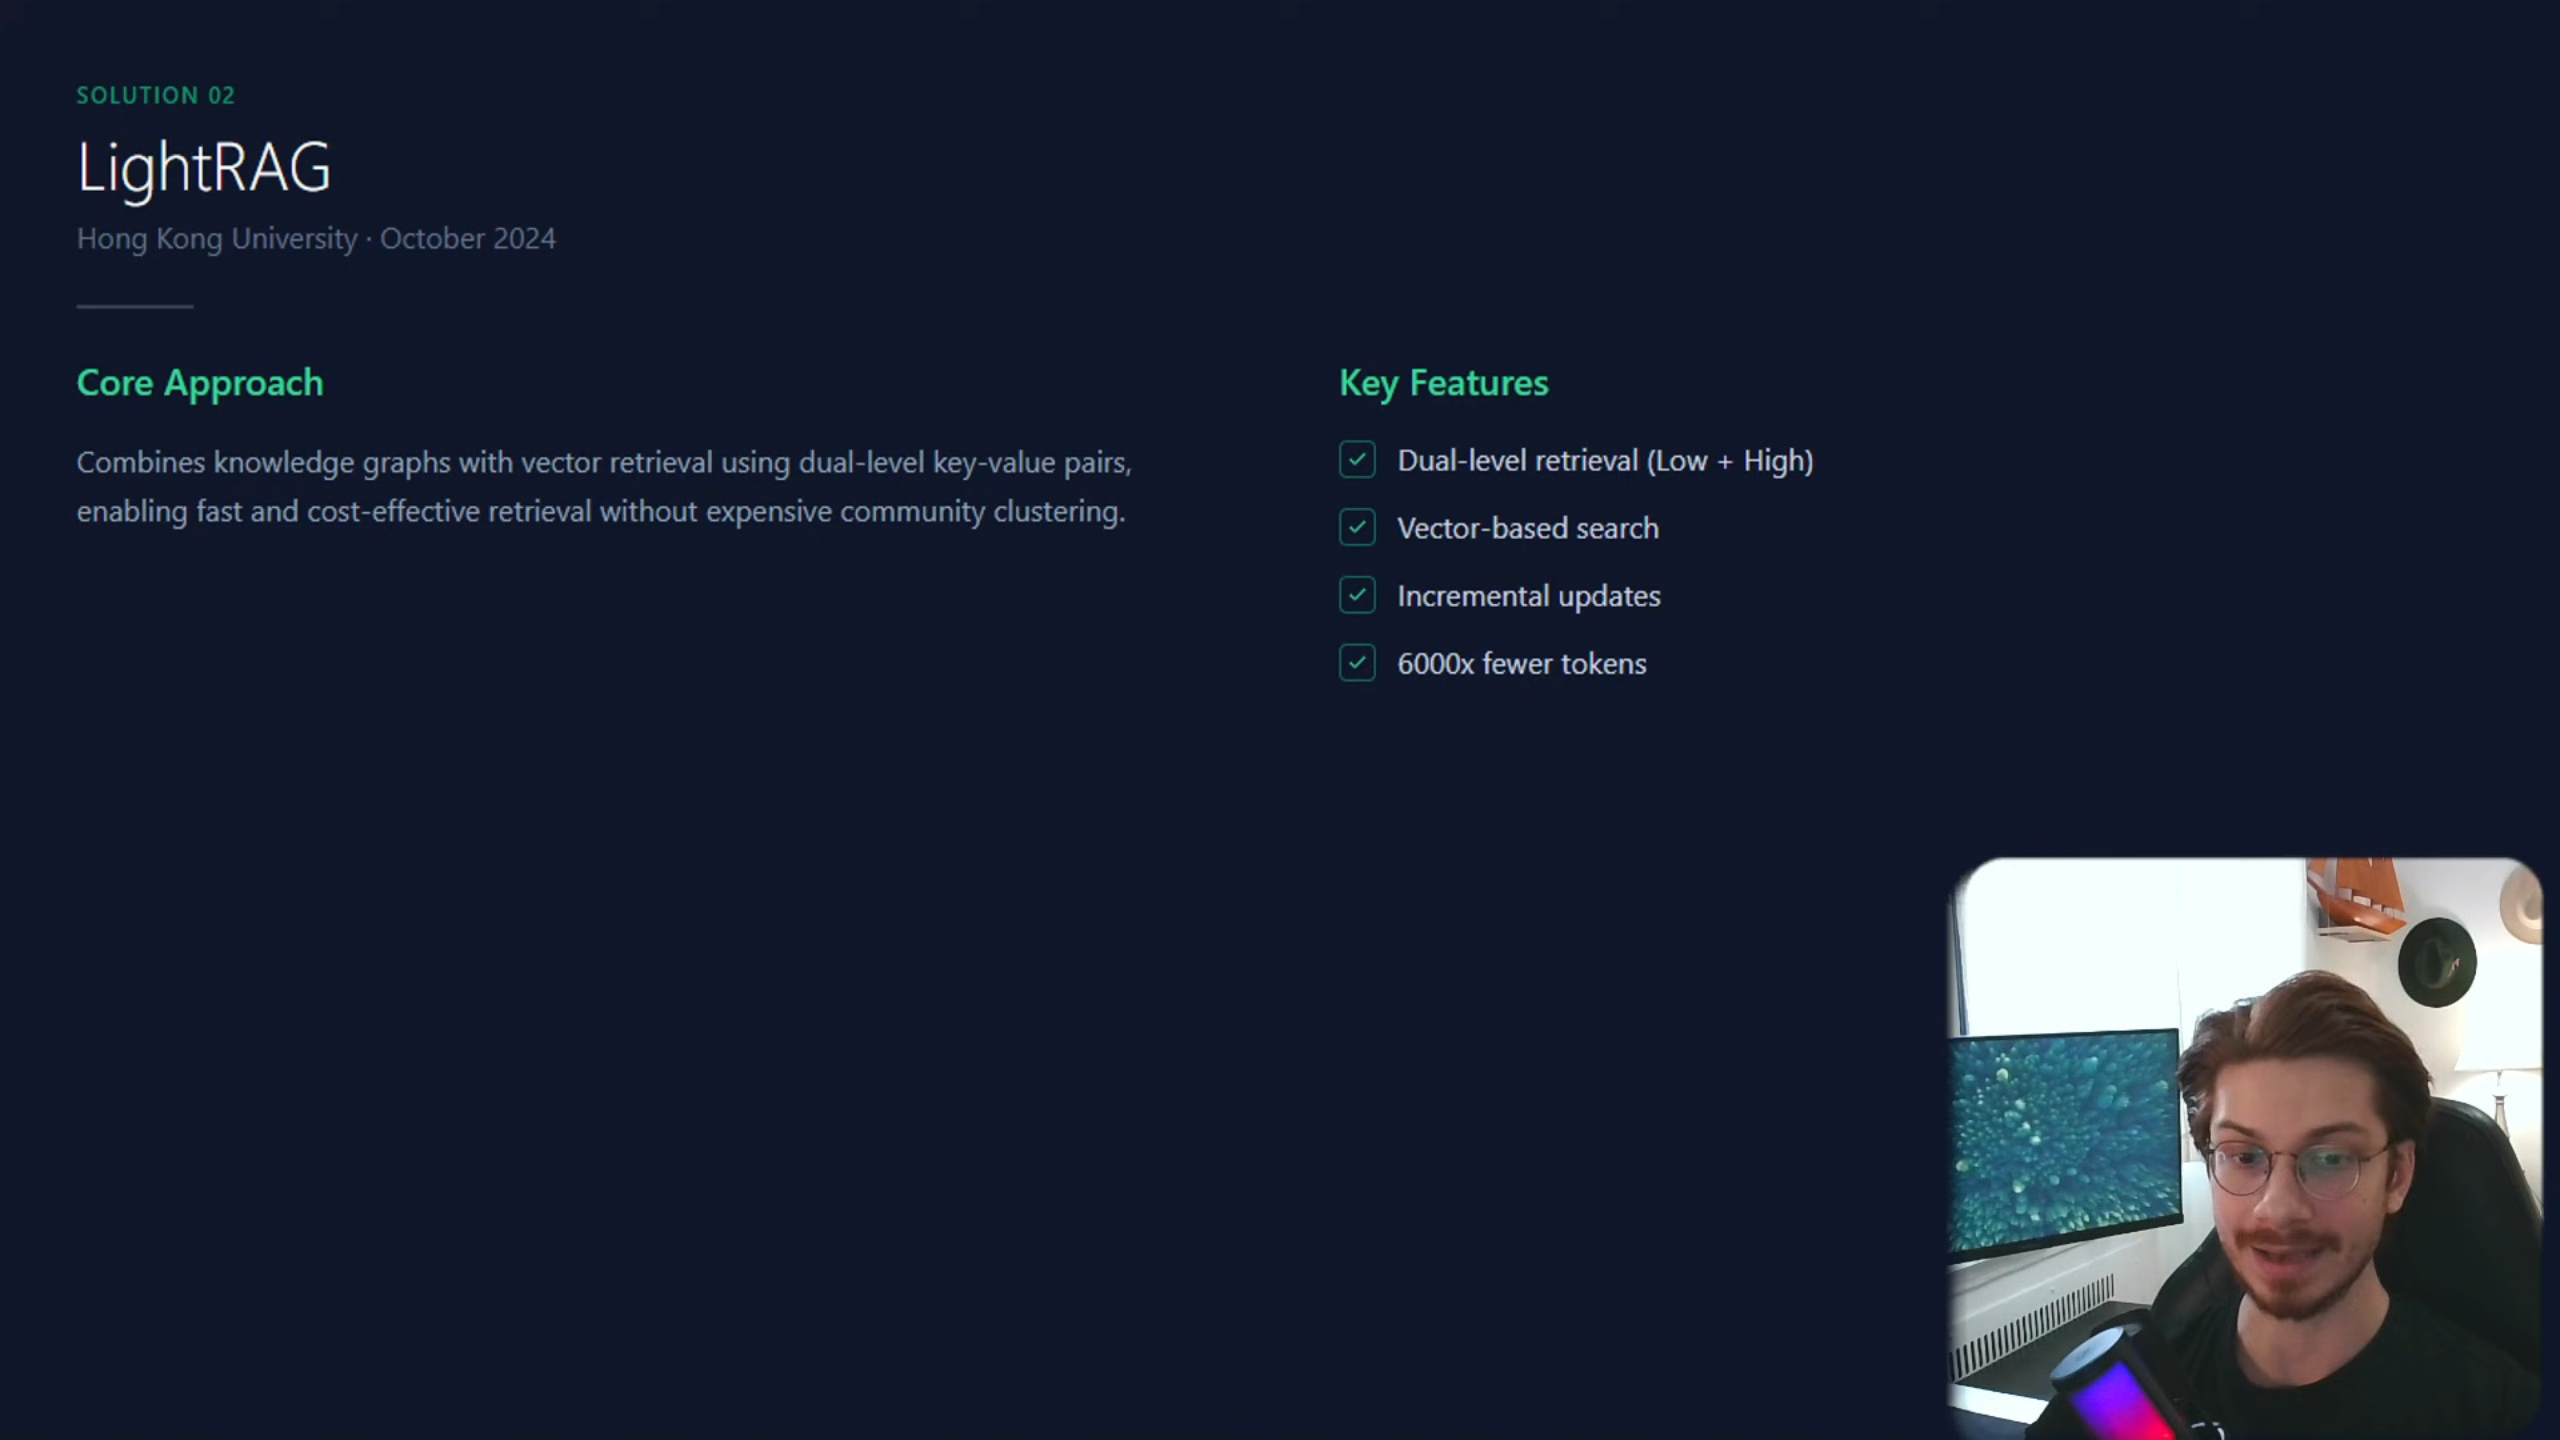 SOLUTION 02
LightRAG
Hong Kong University · October 2024
Core Approach
Combines knowledge graphs with vector retrieval using dual-level key-value pairs,
enabling fast and cost-effective retrieval without expensive community clustering.
Key Features
Dual-level retrieval (Low + High)
Vector-based search
Incremental updates
6000x fewer tokens